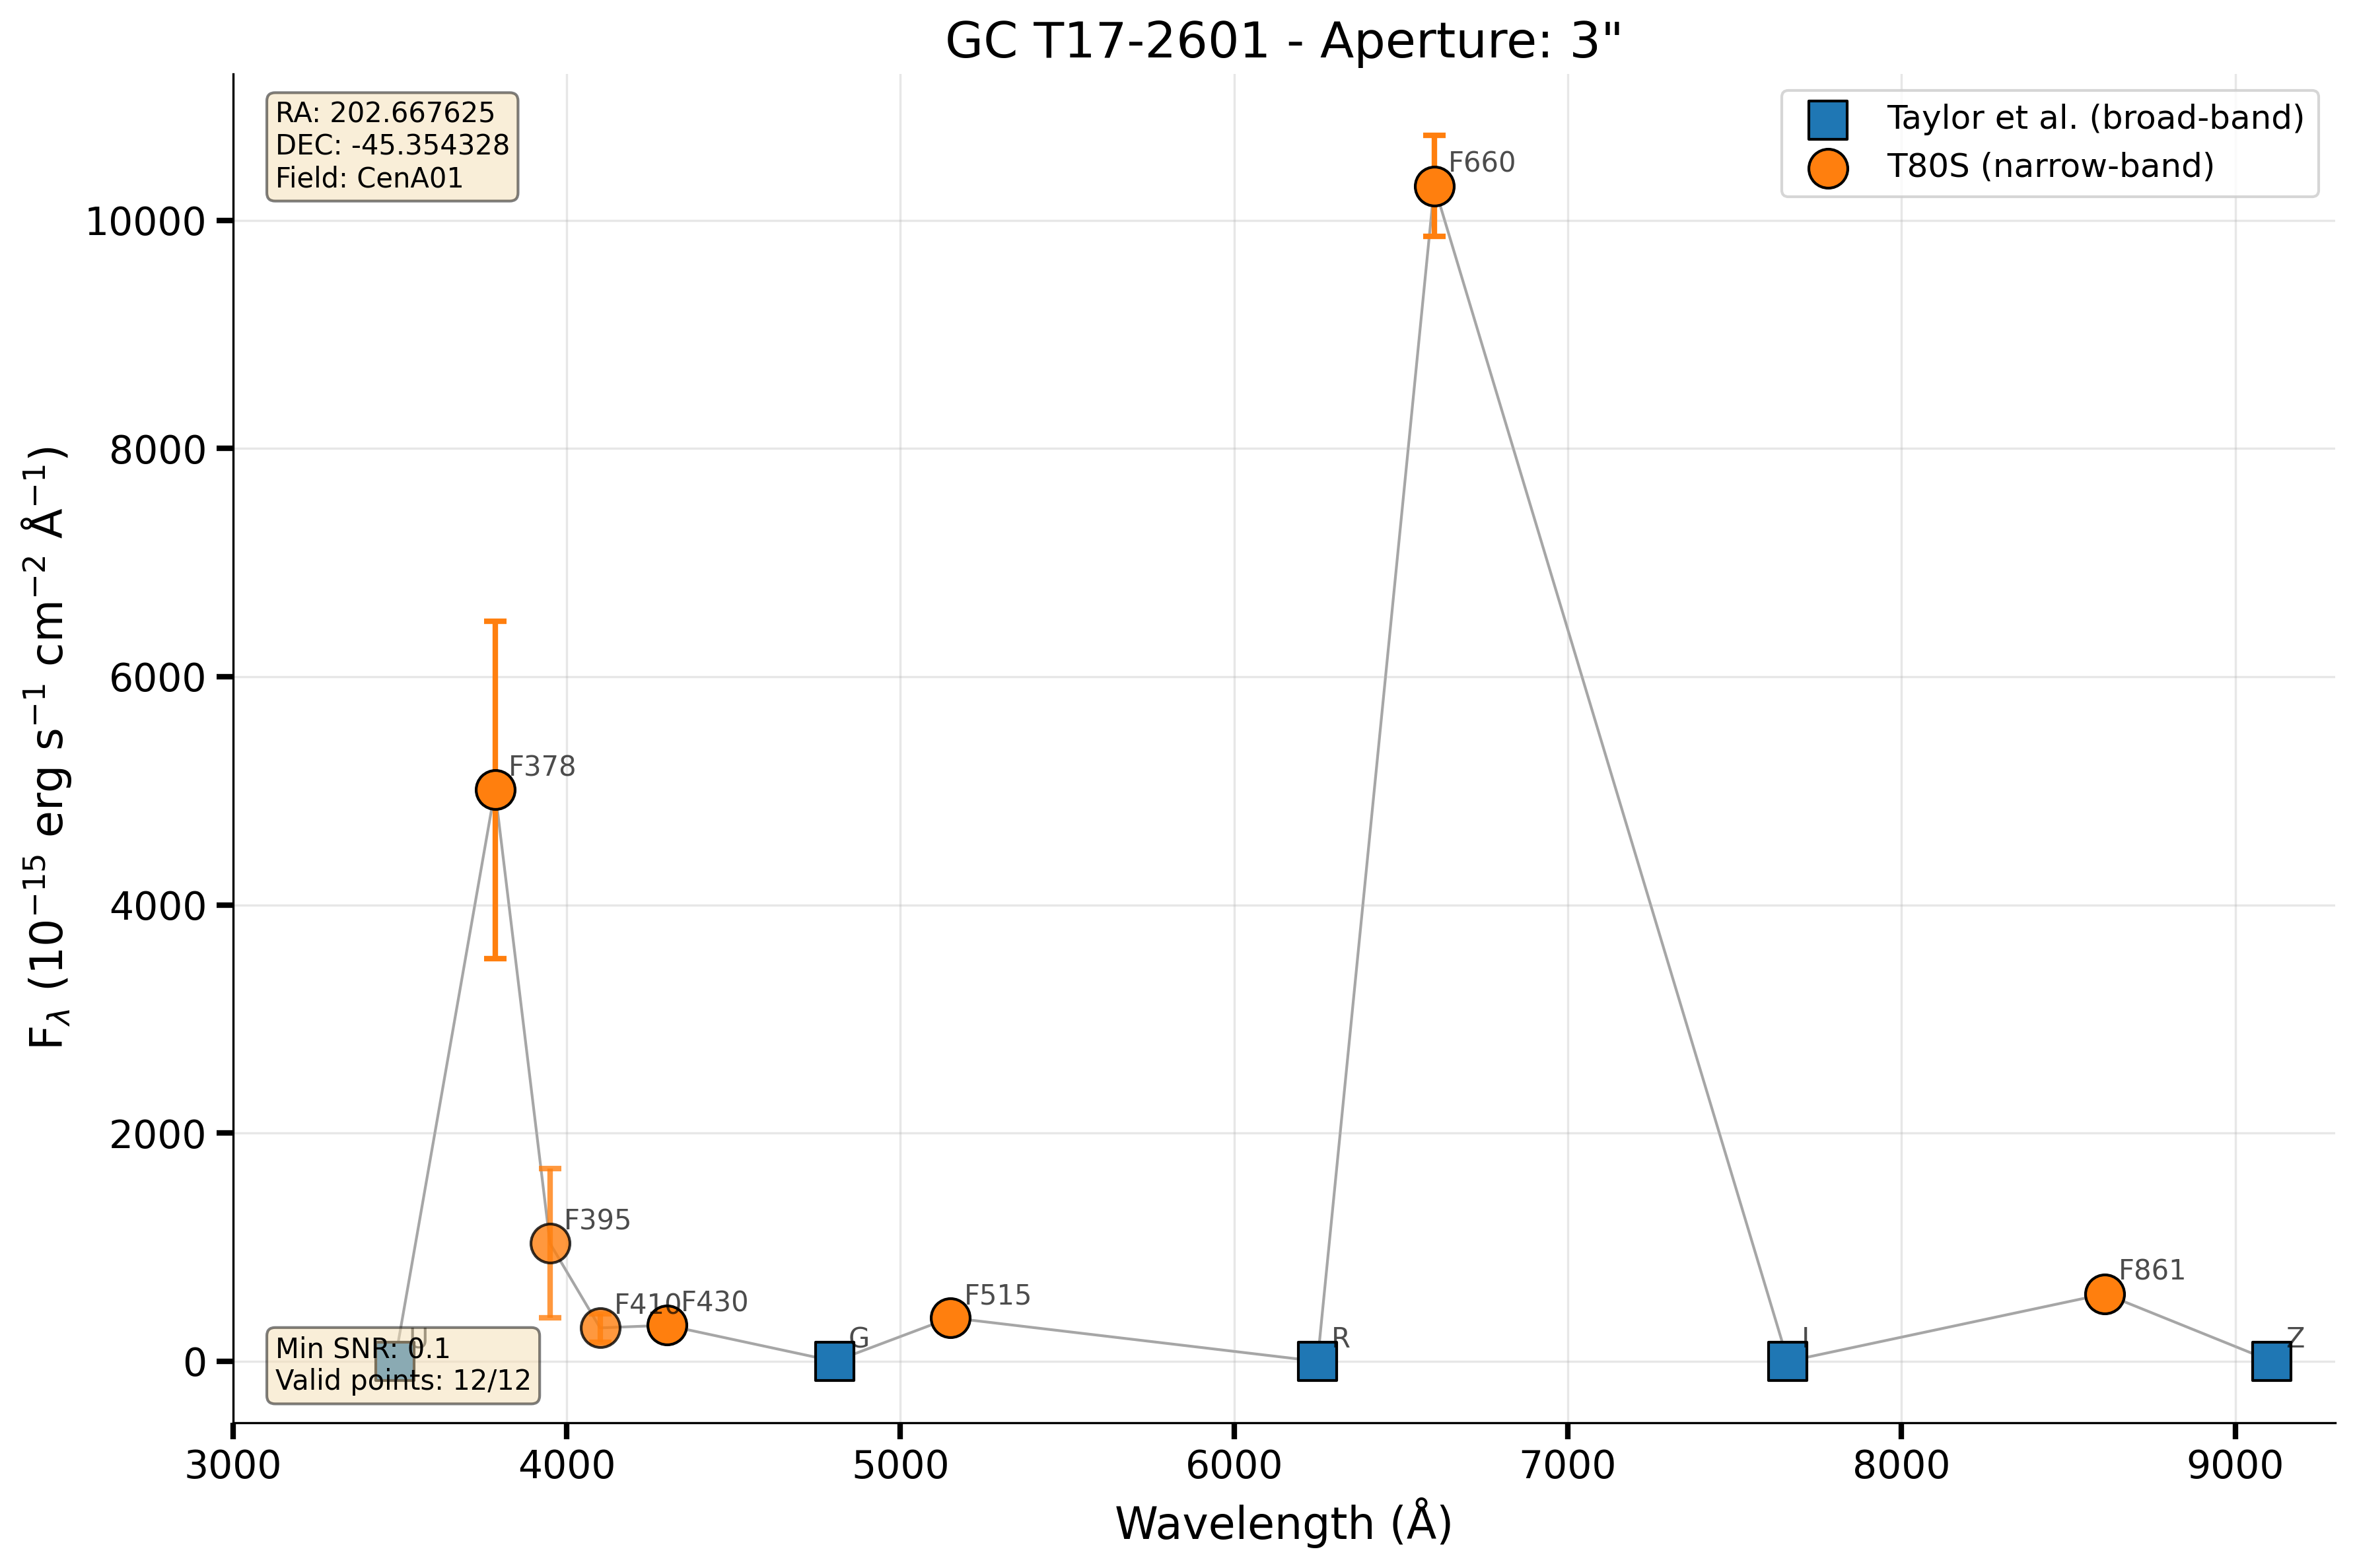 GC T17-2601 - Aperture: 3"
RA: 202.667625
DEC: -45.354328
Field: CenA01
Taylor et al. (broad-band)
T80S (narrow-band)
F660
10000
8000
6000
4000
2000
0
F_λ (10⁻¹⁵ erg s⁻¹ cm⁻² Å⁻¹)
F378
F395
F410
F430
F515
F861
U
G
R
I
Z
Min SNR: 0.1
Valid points: 12/12
3000
4000
5000
6000
7000
8000
9000
Wavelength (Å)